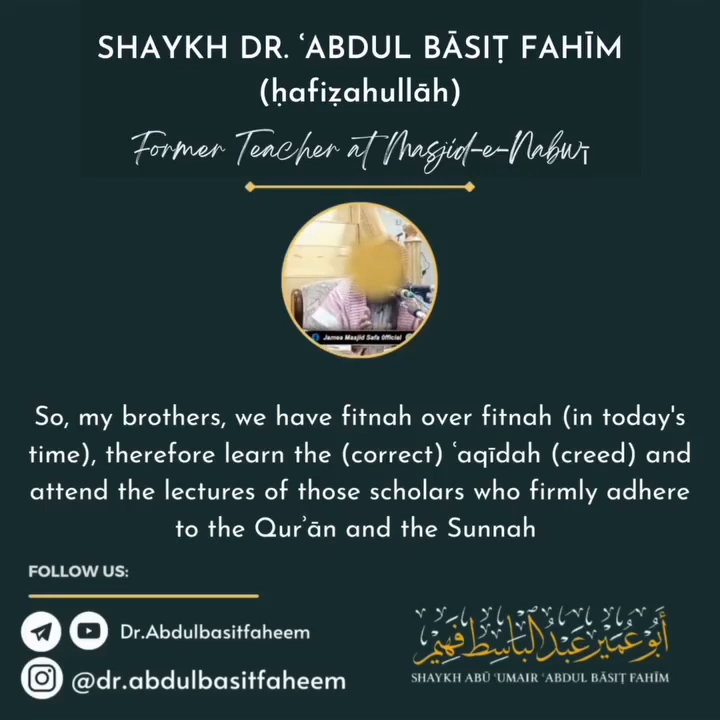 SHAYKH DR. ʿABDUL BĀSIṬ FAHĪM
(ḥafiẓahullāh)
Former Teacher at Masjid-e-Nabwī
Jamea Masjid Safa Official
So, my brothers, we have fitnah over fitnah (in today's
time), therefore learn the (correct) ʿaqīdah (creed) and
attend the lectures of those scholars who firmly adhere
to the Qurʾān and the Sunnah
FOLLOW US:
Dr.Abdulbasitfaheem
@dr.abdulbasitfaheem
أبو عمير عبد الباسط فهيم
SHAYKH ABŪ ʿUMAIR ʿABDUL BĀSIṬ FAHĪM